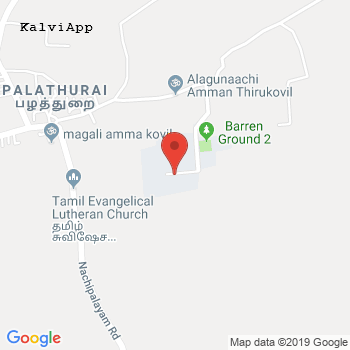 KalviApp
Alagunaachi
Amman Thirukovil
PALATHURAI
பழத்துறை
magali amma kovil
Barren
Ground 2
Tamil Evangelical
Lutheran Church
தமிழ்
சுவிஷேச...
Nachipalayam Rd
Google
Map data ©2019 Google